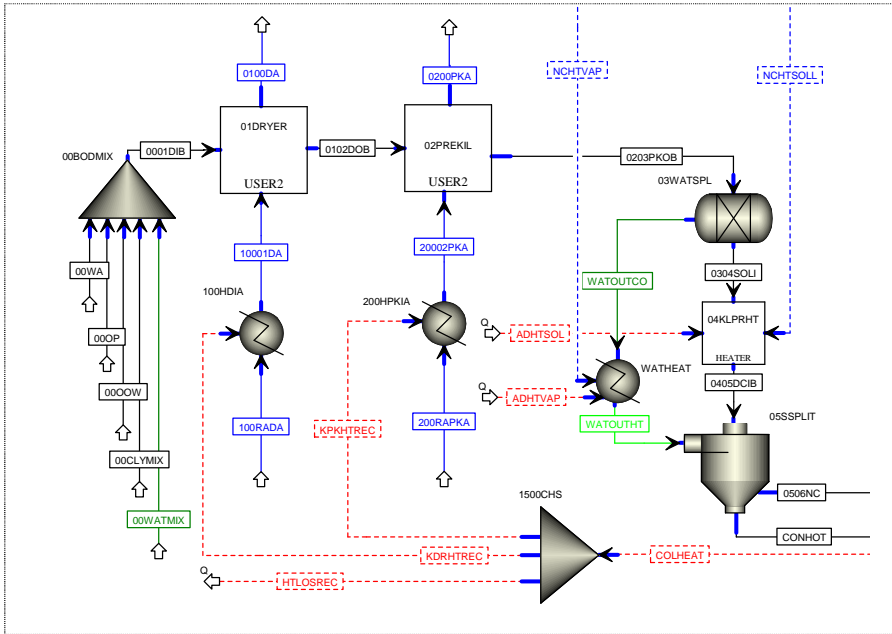 0100DA
0200PKA
NCHTVAP
NCHTSOLL
01DRYER
02PREKIL
00BODMIX
0001DIB
0102DOB
0203PKOB
03WATSPL
USER2
USER2
10001DA
20002PKA
00WA
WATOUTCO
0304SOLI
100HDIA
200HPKIA
04KLPRHT
00OP
Q
ADHTSOL
HEATER
WATHEAT
0405DCIB
00OOW
Q
ADHTVAP
05SSPLIT
100RADA
KPKHTREC
200RAPKA
WATOUTHT
00CLYMIX
0506NC
1500CHS
00WATMIX
CONHOT
KDRHTREC
COLHEAT
Q
HTLOSREC